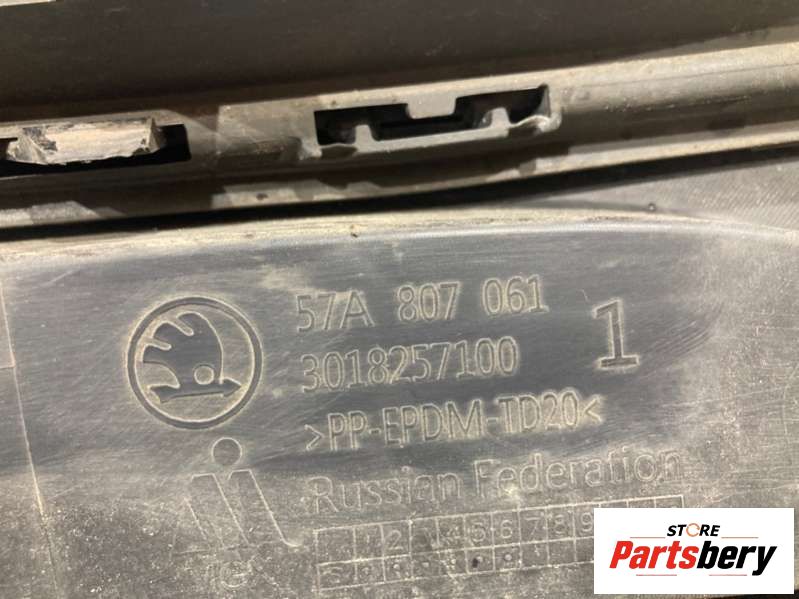 57A 807 061
3018257100
1
>PP-EPDM-TD20<
Russian Federation
STORE
Partsbery